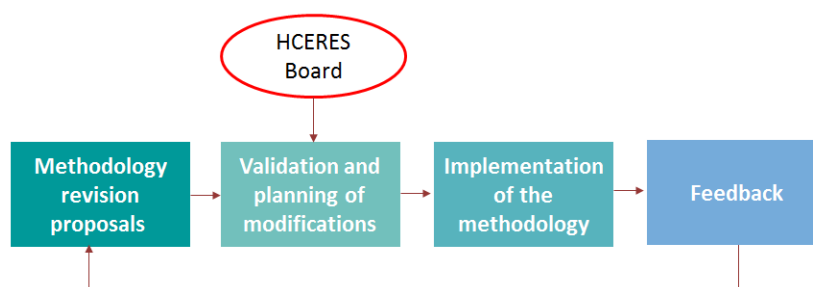 HCERES
Board
Methodology
revision
proposals
Validation and
planning of
modifications
Implementation
of the
methodology
Feedback